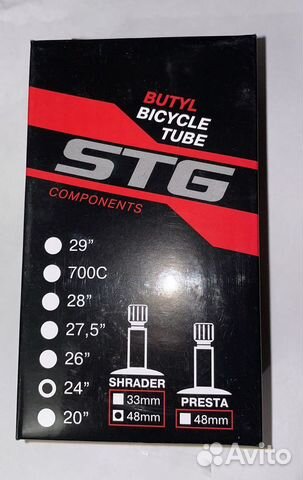 BUTYL
BICYCLE
TUBE
STG
COMPONENTS
29”
700C
28”
27,5”
26”
24”
20”
SHRADER
33mm
48mm
PRESTA
48mm
Avito